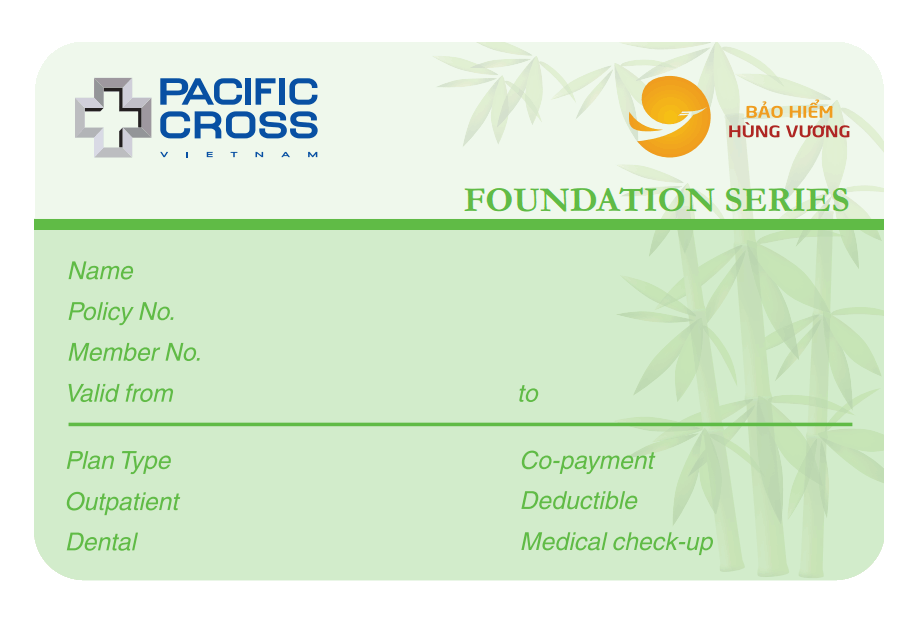 PACIFIC
CROSS
VIETNAM
BẢO HIỂM
HÙNG VƯƠNG
FOUNDATION SERIES
Name
Policy No.
Member No.
Valid from to
Plan Type Co-payment
Outpatient Deductible
Dental Medical check-up